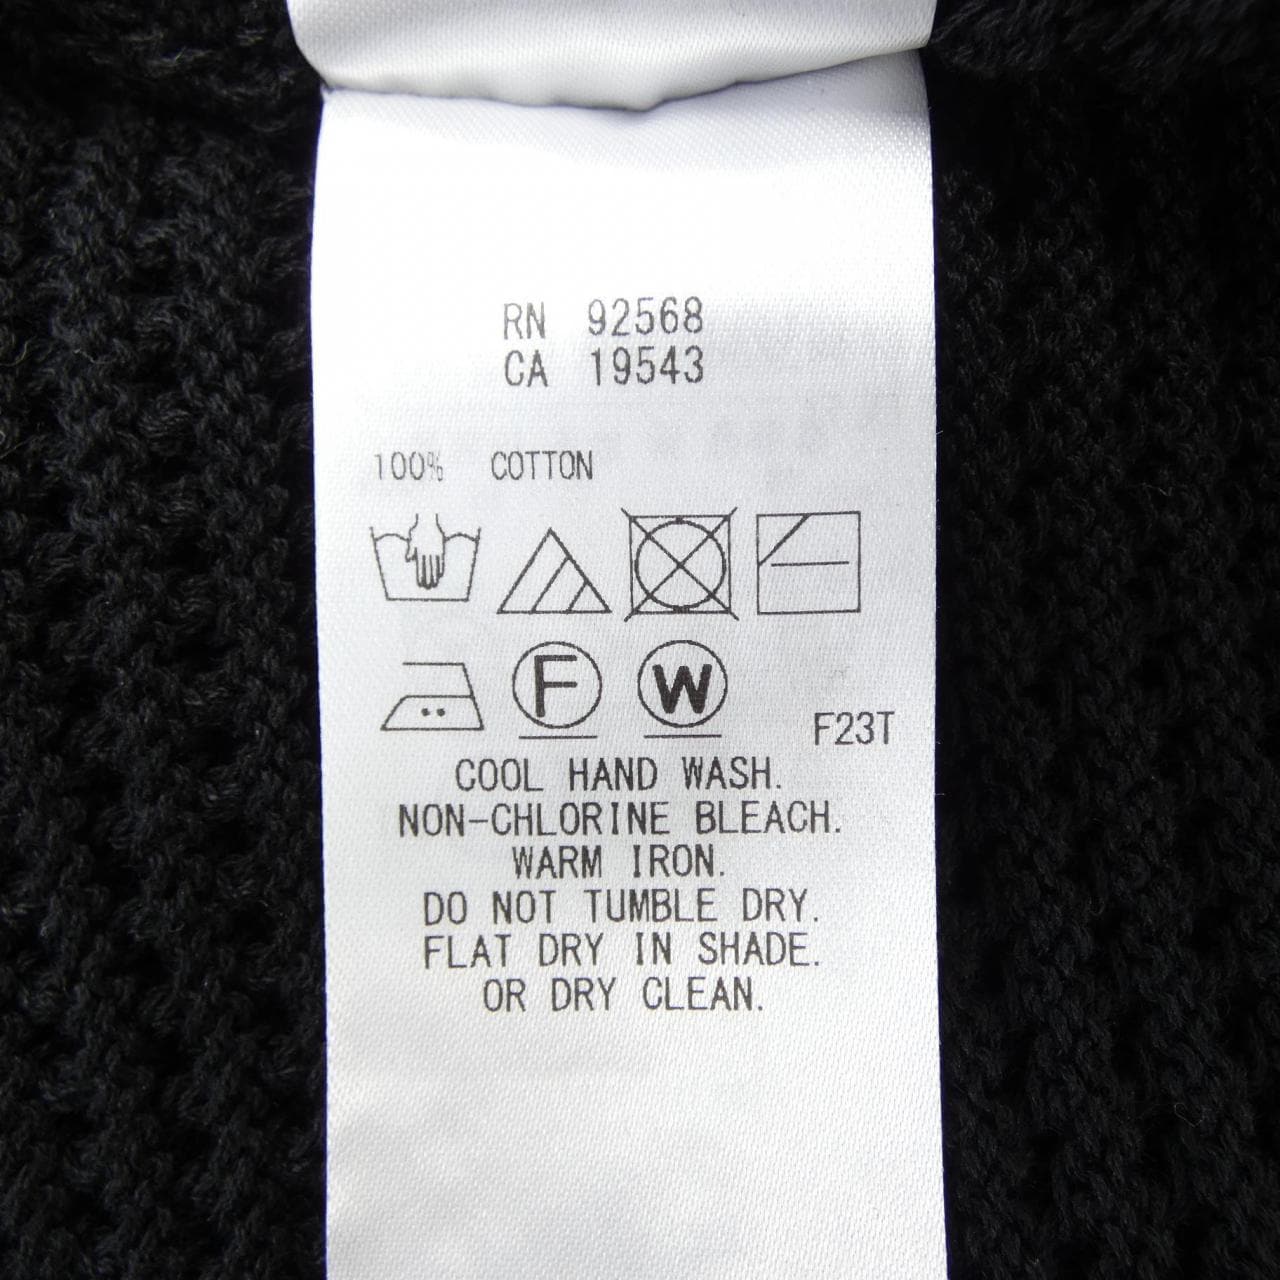 RN 92568
CA 19543
100% COTTON
F W
F23T
COOL HAND WASH.
NON-CHLORINE BLEACH.
WARM IRON.
DO NOT TUMBLE DRY.
FLAT DRY IN SHADE.
OR DRY CLEAN.